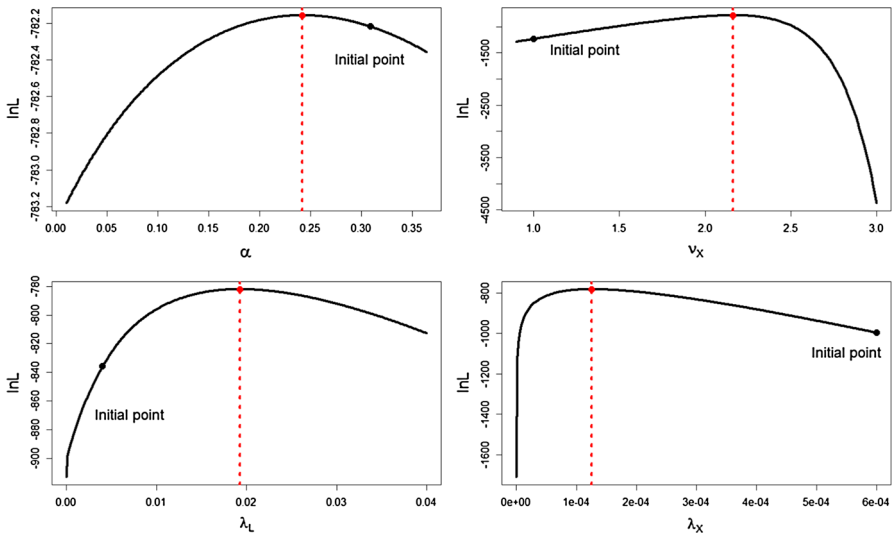 lnL
-782.2
-782.4
-782.6
-782.8
-783.0
-783.2
Initial point
0.00 0.05 0.10 0.15 0.20 0.25 0.30 0.35
α
lnL
-1500
-2500
-3500
-4500
Initial point
1.0 1.5 2.0 2.5 3.0
νX
lnL
-780
-800
-820
-840
-860
-880
-900
Initial point
0.00 0.01 0.02 0.03 0.04
λL
lnL
-800
-1000
-1200
-1400
-1600
Initial point
0e+00 1e-04 2e-04 3e-04 4e-04 5e-04 6e-04
λX